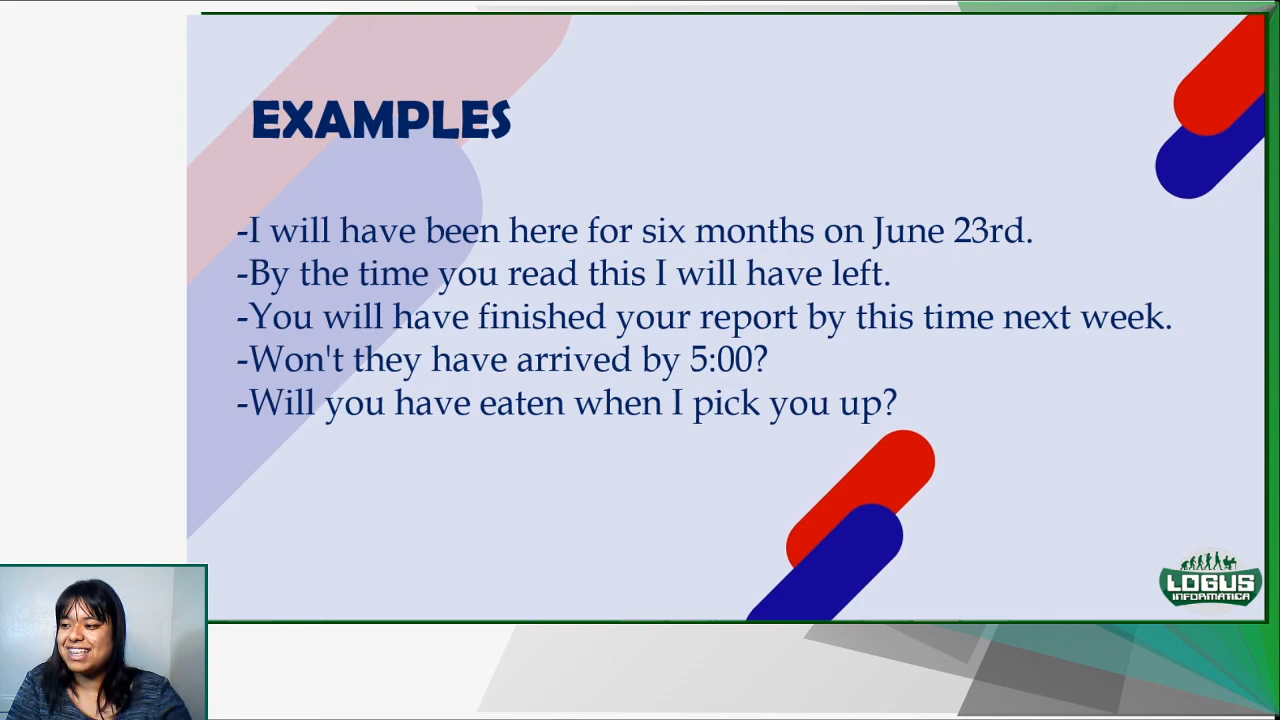 EXAMPLES
-I will have been here for six months on June 23rd.
-By the time you read this I will have left.
-You will have finished your report by this time next week.
-Won't they have arrived by 5:00?
-Will you have eaten when I pick you up?
LOGUS
INFORMATICA